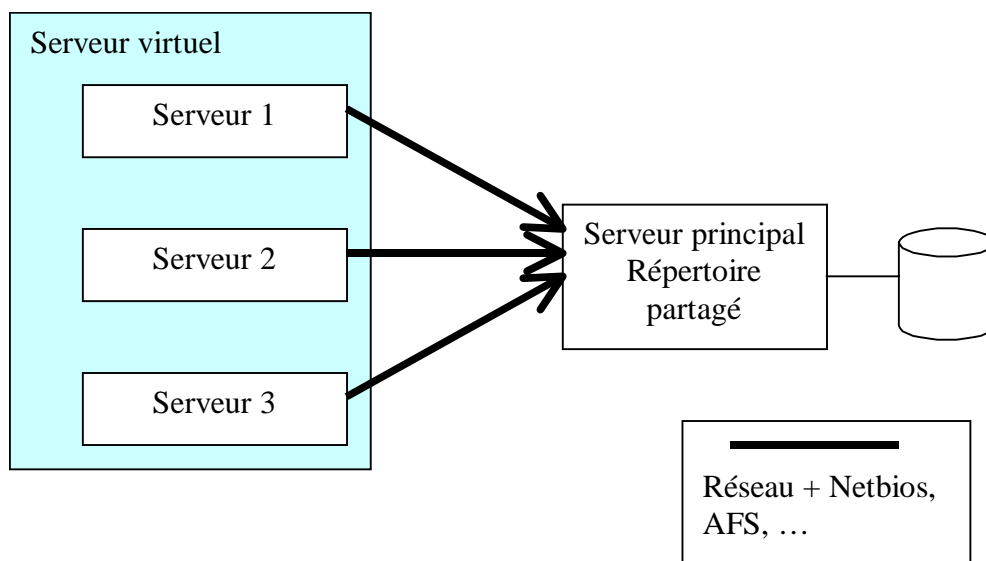 Serveur virtuel
Serveur 1
Serveur 2
Serveur 3
Serveur principal
Répertoire
partagé
Réseau + Netbios,
AFS, …